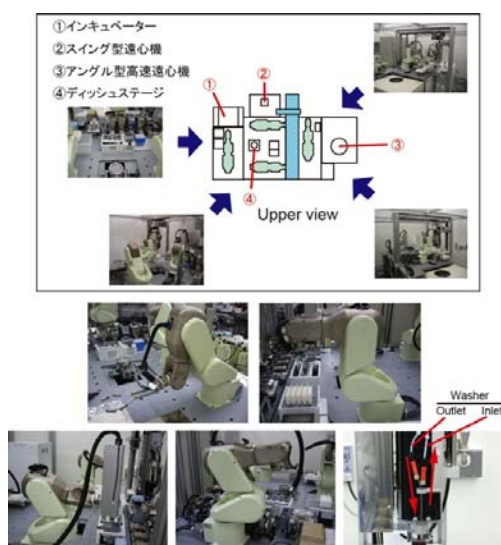 ①インキュベーター
②スイング型遠心機
③アングル型高速遠心機
④ディッシュステージ
①
②
③
④
Upper view
Washer
Outlet Inlet